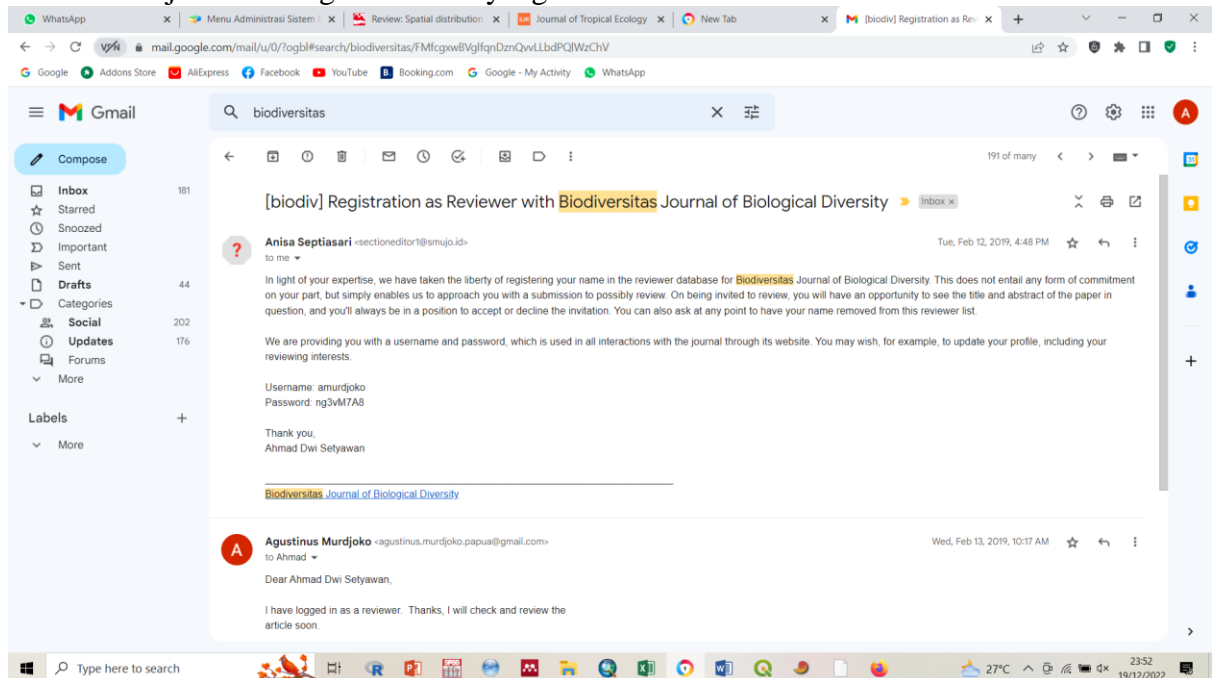 WhatsApp
Menu Administrasi Sistem
Review: Spatial distribution
Journal of Tropical Ecology
New Tab
[biodiv] Registration as Rev
VPN
mail.google.com/mail/u/0/?ogbl#search/biodiversitas/FMfcgxwBVglfqnDznQvvLLbdPQlWzChV
Google
Addons Store
AliExpress
Facebook
YouTube
Booking.com
Google - My Activity
WhatsApp
Gmail
biodiversitas
A
Compose
191 of many
Inbox 181
Starred
Snoozed
Important
Sent
Drafts 44
Categories
Social 202
Updates 176
Forums
More
Labels
More
[biodiv] Registration as Reviewer with Biodiversitas Journal of Biological Diversity
Inbox
Anisa Septiasari <sectioneditor1@smujo.id>
Tue, Feb 12, 2019, 4:48 PM
to me
In light of your expertise, we have taken the liberty of registering your name in the reviewer database for Biodiversitas Journal of Biological Diversity. This does not entail any form of commitment
on your part, but simply enables us to approach you with a submission to possibly review. On being invited to review, you will have an opportunity to see the title and abstract of the paper in
question, and you'll always be in a position to accept or decline the invitation. You can also ask at any point to have your name removed from this reviewer list.
We are providing you with a username and password, which is used in all interactions with the journal through its website. You may wish, for example, to update your profile, including your
reviewing interests.
Username: amurdjoko
Password: ng3vM7A8
Thank you,
Ahmad Dwi Setyawan
Biodiversitas Journal of Biological Diversity
A
Agustinus Murdjoko <agustinus.murdjoko.papua@gmail.com>
Wed, Feb 13, 2019, 10:17 AM
to Ahmad
Dear Ahmad Dwi Setyawan,
I have logged in as a reviewer. Thanks, I will check and review the
article soon.
Type here to search
27°C
23:52
19/12/2022